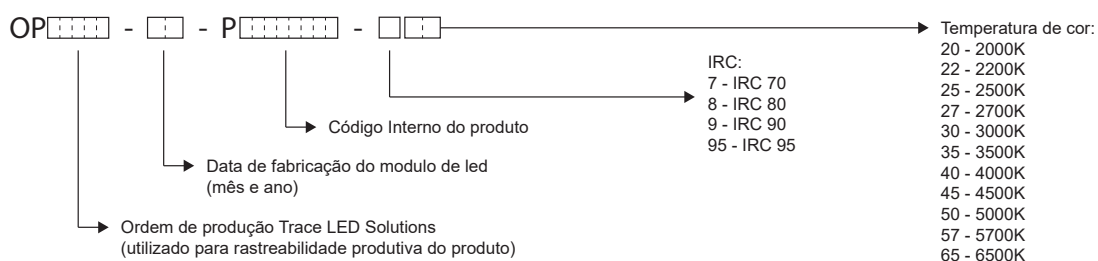 OP - - P -
Temperatura de cor:
20 - 2000K
22 - 2200K
25 - 2500K
27 - 2700K
30 - 3000K
35 - 3500K
40 - 4000K
45 - 4500K
50 - 5000K
57 - 5700K
65 - 6500K
IRC:
7 - IRC 70
8 - IRC 80
9 - IRC 90
95 - IRC 95
Código Interno do produto
Data de fabricação do modulo de led
(mês e ano)
Ordem de produção Trace LED Solutions
(utilizado para rastreabilidade produtiva do produto)